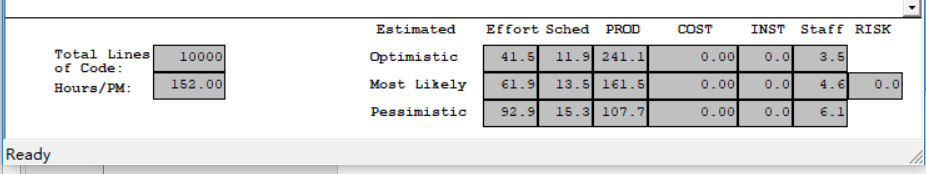 Estimated Effort Sched PROD COST INST Staff RISK
Total Lines of Code: 10000
Hours/PM: 152.00
Optimistic 41.5 11.9 241.1 0.00 0.0 3.5
Most Likely 61.9 13.5 161.5 0.00 0.0 4.6 0.0
Pessimistic 92.9 15.3 107.7 0.00 0.0 6.1
Ready